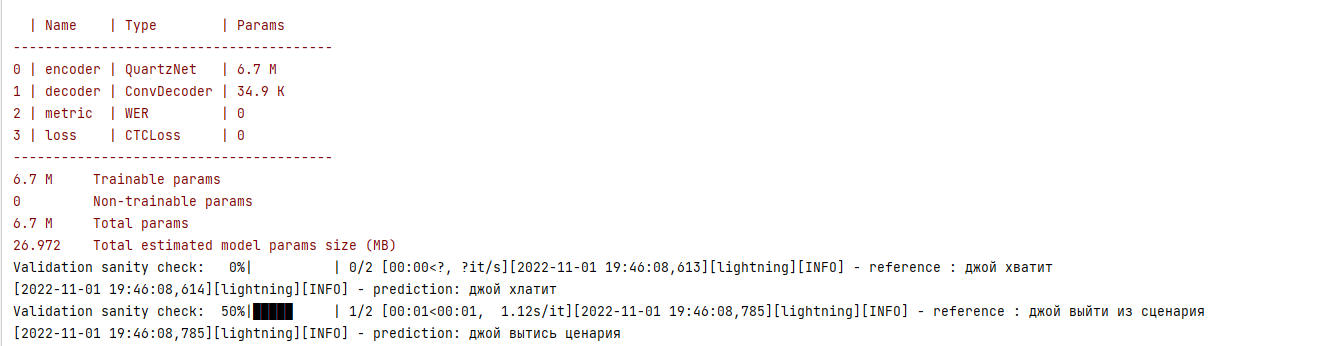 | Name    | Type        | Params
----------------------------------------
0 | encoder | QuartzNet   | 6.7 M
1 | decoder | ConvDecoder | 34.9 K
2 | metric  | WER         | 0
3 | loss    | CTCLoss     | 0
----------------------------------------
6.7 M     Trainable params
0         Non-trainable params
6.7 M     Total params
26.972    Total estimated model params size (MB)
Validation sanity check:   0%|          | 0/2 [00:00<?, ?it/s][2022-11-01 19:46:08,613][lightning][INFO] - reference : джой хватит
[2022-11-01 19:46:08,614][lightning][INFO] - prediction: джой хлатит
Validation sanity check:  50%|█████     | 1/2 [00:01<00:01,  1.12s/it][2022-11-01 19:46:08,785][lightning][INFO] - reference : джой выйти из сценария
[2022-11-01 19:46:08,785][lightning][INFO] - prediction: джой вытись ценария